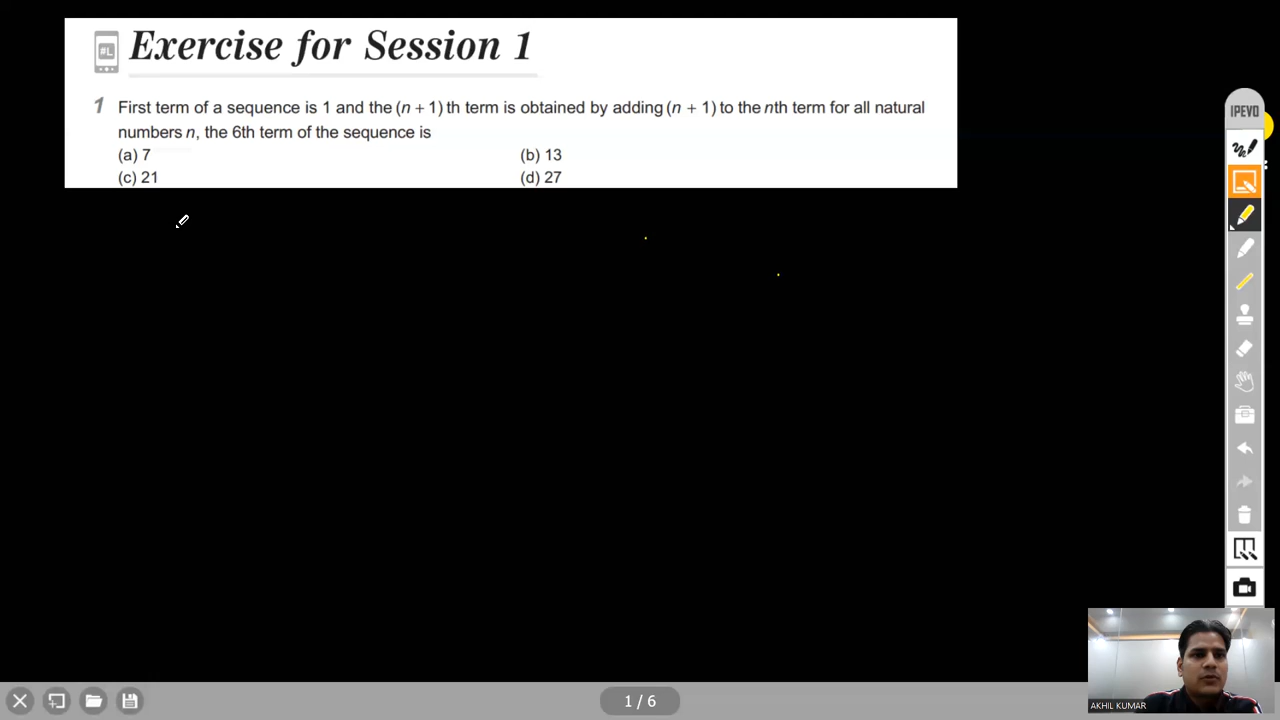 #L
Exercise for Session 1
1 First term of a sequence is 1 and the (n + 1) th term is obtained by adding (n + 1) to the nth term for all natural
numbers n, the 6th term of the sequence is
(a) 7 (b) 13
(c) 21 (d) 27
IPEVO
1 / 6
AKHIL KUMAR